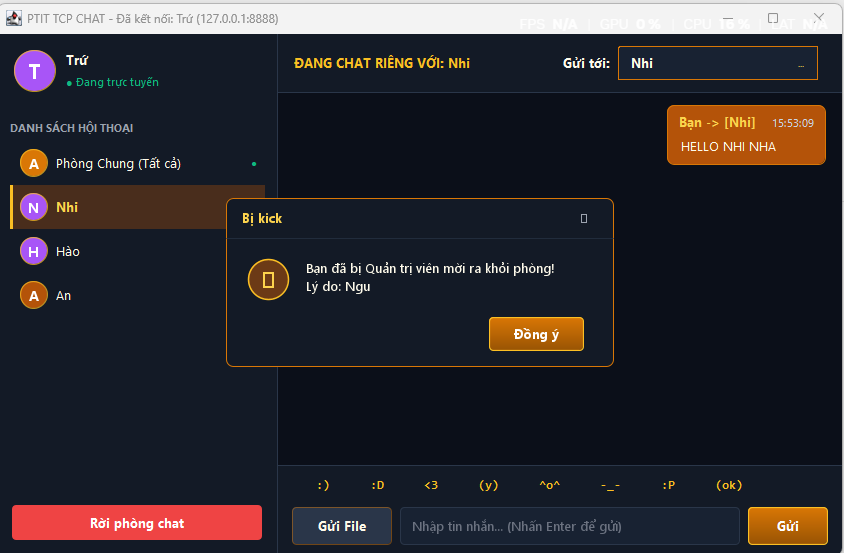 PTIT TCP CHAT - Đã kết nối: Trứ (127.0.0.1:8888)
FPS N/A | GPU 0 % | CPU 16 % | LAT N/A
T
Trứ
● Đang trực tuyến
DANH SÁCH HỘI THOẠI
A Phòng Chung (Tất cả)
N Nhi
H Hào
A An
Rời phòng chat
ĐANG CHAT RIÊNG VỚI: Nhi
Gửi tới: Nhi
Bạn -> [Nhi] 15:53:09
HELLO NHI NHA
Bị kick
Bạn đã bị Quản trị viên mời ra khỏi phòng!
Lý do: Ngu
Đồng ý
:) :D <3 (y) ^o^ -_- :P (ok)
Gửi File
Nhập tin nhắn... (Nhấn Enter để gửi)
Gửi